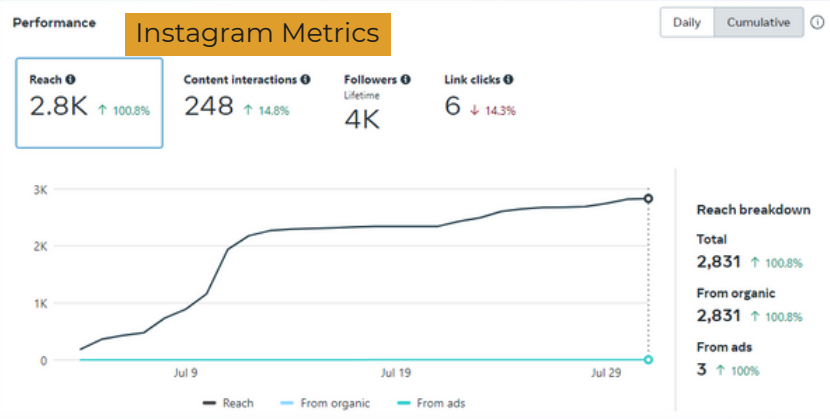 Performance
Instagram Metrics
Daily
Cumulative
Reach
2.8K ↑ 100.8%
Content interactions
248 ↑ 14.8%
Followers
Lifetime
4K
Link clicks
6 ↓ 14.3%
3K
2K
1K
0
Jul 9
Jul 19
Jul 29
Reach
From organic
From ads
Reach breakdown
Total
2,831 ↑ 100.8%
From organic
2,831 ↑ 100.8%
From ads
3 ↑ 100%